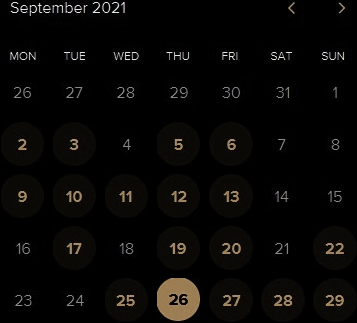 September 2021
MON TUE WED THU FRI SAT SUN
26 27 28 29 30 31 1
2 3 4 5 6 7 8
9 10 11 12 13 14 15
16 17 18 19 20 21 22
23 24 25 26 27 28 29